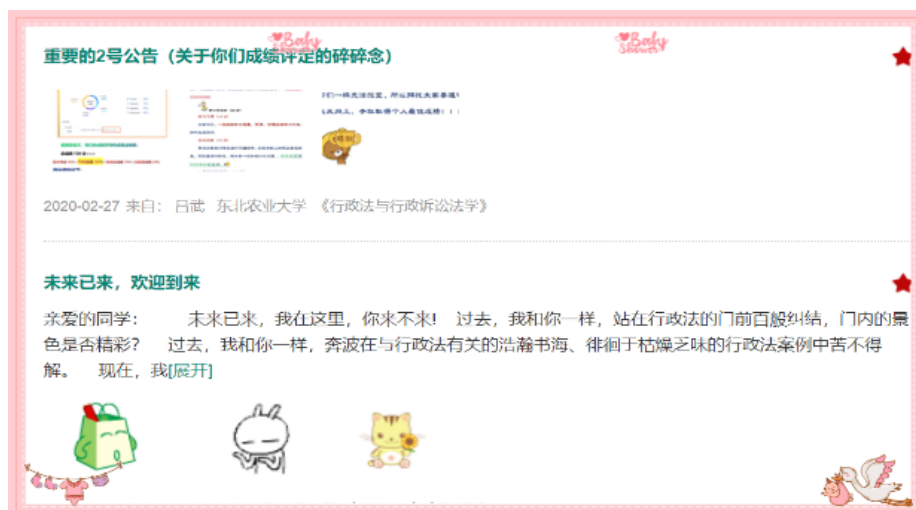 Baby
Shower
Baby
Shower
重要的2号公告（关于你们成绩评定的碎碎念）
2020-02-27 来自： 吕武 东北农业大学 《行政法与行政诉讼法学》
未来已来，欢迎到来
亲爱的同学： 未来已来，我在这里，你来不来! 过去，我和你一样，站在行政法的门前百般纠结，门内的景
色是否精彩？ 过去，我和你一样，奔波在与行政法有关的浩瀚书海、徘徊于枯燥乏味的行政法案例中苦不得
解。 现在，我[展开]